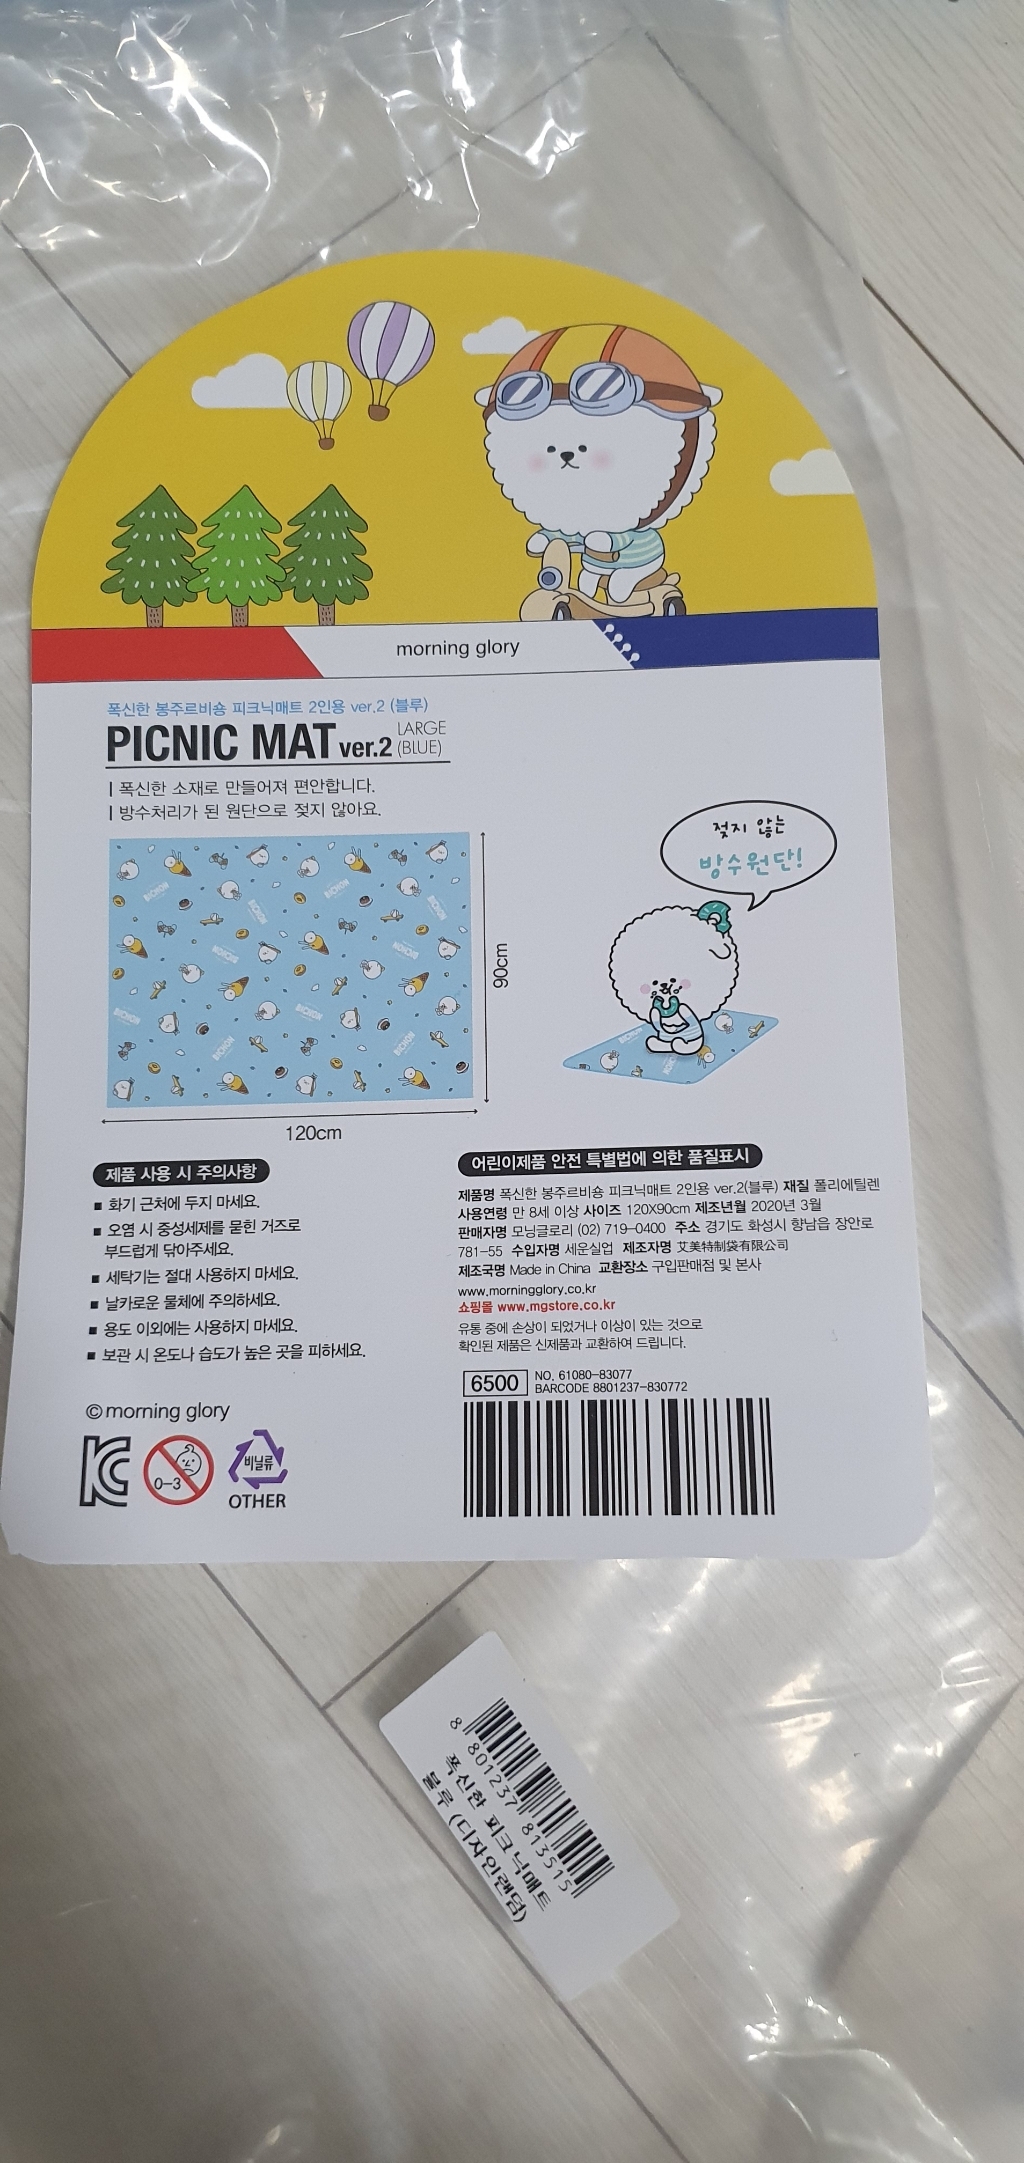 morning glory
폭신한 봉주르비숑 피크닉매트 2인용 ver.2 (블루)
PICNIC MAT ver.2 LARGE (BLUE)
폭신한 소재로 만들어져 편안합니다.
방수처리가 된 원단으로 젖지 않아요.
젖지 않는
방수원단!
90cm
120cm
제품 사용 시 주의사항
■ 화기 근처에 두지 마세요.
■ 오염 시 중성세제를 묻힌 거즈로
부드럽게 닦아주세요.
■ 세탁기는 절대 사용하지 마세요.
■ 날카로운 물체에 주의하세요.
■ 용도 이외에는 사용하지 마세요.
■ 보관 시 온도나 습도가 높은 곳을 피하세요.
©morning glory
0-3
비닐류
OTHER
어린이제품 안전 특별법에 의한 품질표시
제품명 폭신한 봉주르비숑 피크닉매트 2인용 ver.2(블루) 재질 폴리에틸렌
사용연령 만 8세 이상 사이즈 120X90cm 제조년월 2020년 3월
판매자명 모닝글로리 (02) 719-0400 주소 경기도 화성시 향남읍 장안로
781-55 수입자명 세운실업 제조자명 艾美特制袋有限公司
제조국명 Made in China 교환장소 구입판매점 및 본사
www.morningglory.co.kr
쇼핑몰 www.mgstore.co.kr
유통 중에 손상이 되었거나 이상이 있는 것으로
확인된 제품은 신제품과 교환하여 드립니다.
6500 NO. 61080-83077
BARCODE 8801237-830772
8 801237 813515
폭신한 피크닉매트
블루 (디자인랜덤)